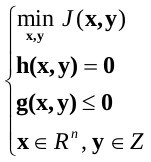 min J(x,y)
x,y
h(x,y) = 0
g(x,y) ≤ 0
x ∈ Rⁿ, y ∈ Z